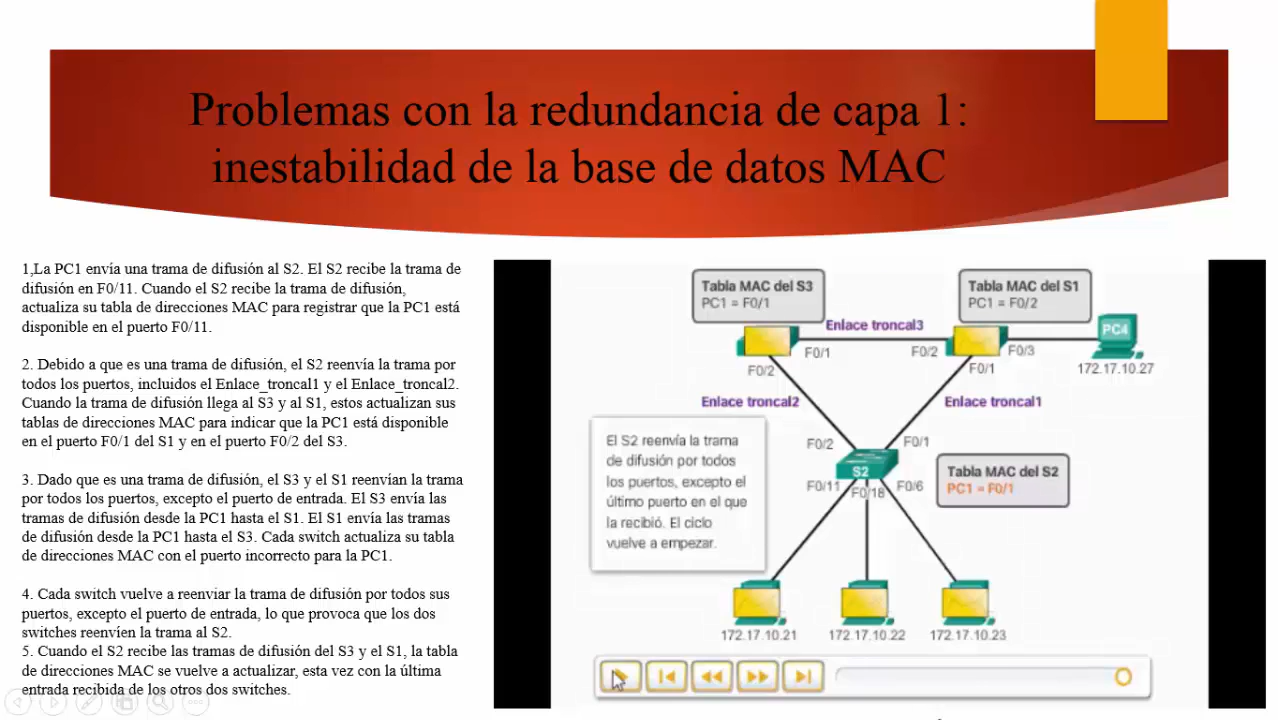 Problemas con la redundancia de capa 1:
inestabilidad de la base de datos MAC
1,La PC1 envía una trama de difusión al S2. El S2 recibe la trama de
difusión en F0/11. Cuando el S2 recibe la trama de difusión,
actualiza su tabla de direcciones MAC para registrar que la PC1 está
disponible en el puerto F0/11.
2. Debido a que es una trama de difusión, el S2 reenvía la trama por
todos los puertos, incluidos el Enlace_troncal1 y el Enlace_troncal2.
Cuando la trama de difusión llega al S3 y al S1, estos actualizan sus
tablas de direcciones MAC para indicar que la PC1 está disponible
en el puerto F0/1 del S1 y en el puerto F0/2 del S3.
3. Dado que es una trama de difusión, el S3 y el S1 reenvían la trama
por todos los puertos, excepto el puerto de entrada. El S3 envía las
tramas de difusión desde la PC1 hasta el S1. El S1 envía las tramas
de difusión desde la PC1 hasta el S3. Cada switch actualiza su tabla
de direcciones MAC con el puerto incorrecto para la PC1.
4. Cada switch vuelve a reenviar la trama de difusión por todos sus
puertos, excepto el puerto de entrada, lo que provoca que los dos
switches reenvíen la trama al S2.
5. Cuando el S2 recibe las tramas de difusión del S3 y el S1, la tabla
de direcciones MAC se vuelve a actualizar, esta vez con la última
entrada recibida de los otros dos switches.
Tabla MAC del S3
PC1 = F0/1
Tabla MAC del S1
PC1 = F0/2
Enlace troncal3
PC4
F0/1
F0/2
F0/3
F0/2
F0/1
172.17.10.27
Enlace troncal2
Enlace troncal1
El S2 reenvía la trama
de difusión por todos
los puertos, excepto el
último puerto en el que
la recibió. El ciclo
vuelve a empezar.
F0/2
F0/1
S2
F0/11
F0/18
F0/6
Tabla MAC del S2
PC1 = F0/1
172.17.10.21
172.17.10.22
172.17.10.23